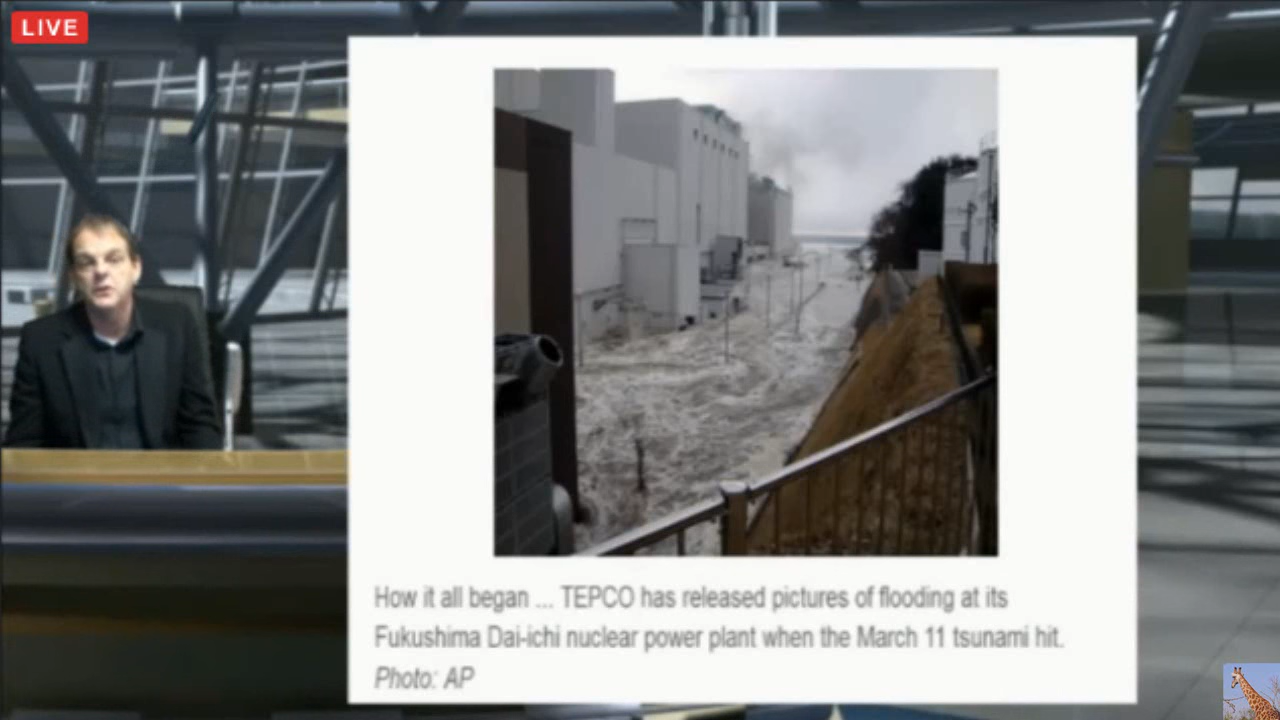 LIVE
How it all began ... TEPCO has released pictures of flooding at its
Fukushima Dai-ichi nuclear power plant when the March 11 tsunami hit.
Photo: AP